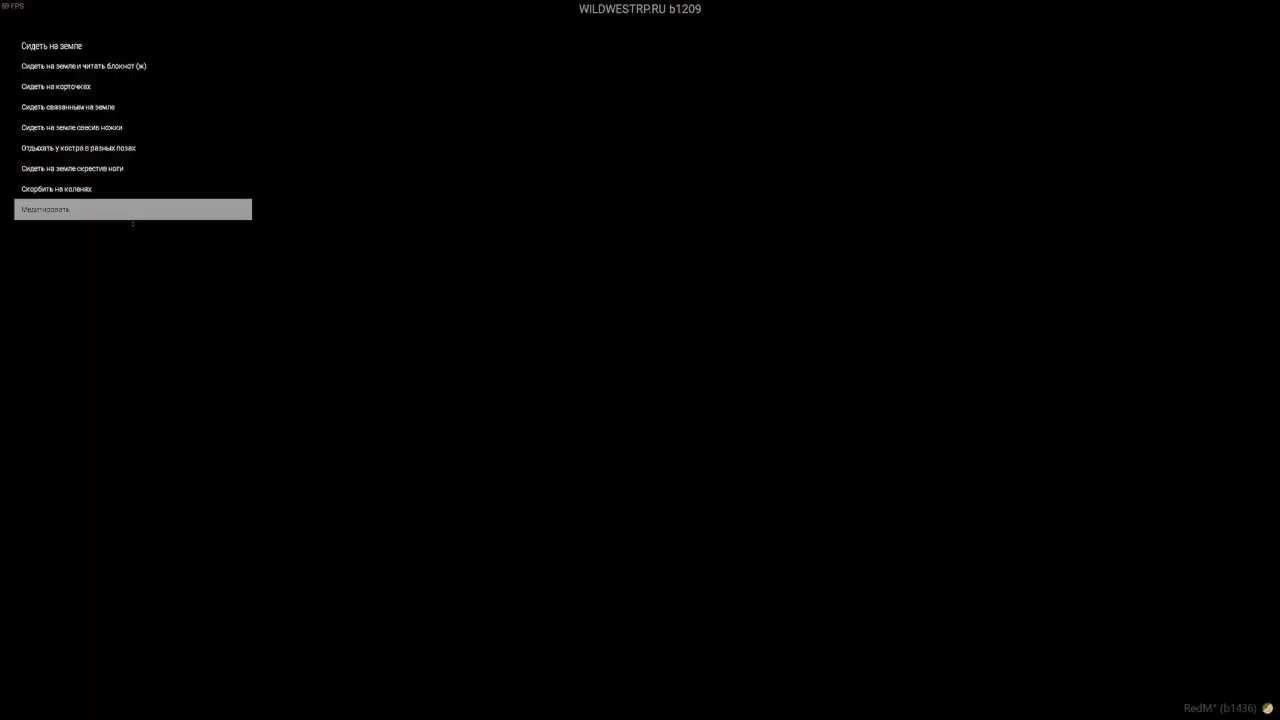 69 FPS
WILDWESTRP.RU b1209
Сидеть на земле
Сидеть на земле и читать блокнот (ж)
Сидеть на корточках
Сидеть связанным на земле
Сидеть на земле свесив ножки
Отдыхать у костра в разных позах
Сидеть на земле скрестив ноги
Скорбить на коленях
Медитировать
RedM* (b1436)